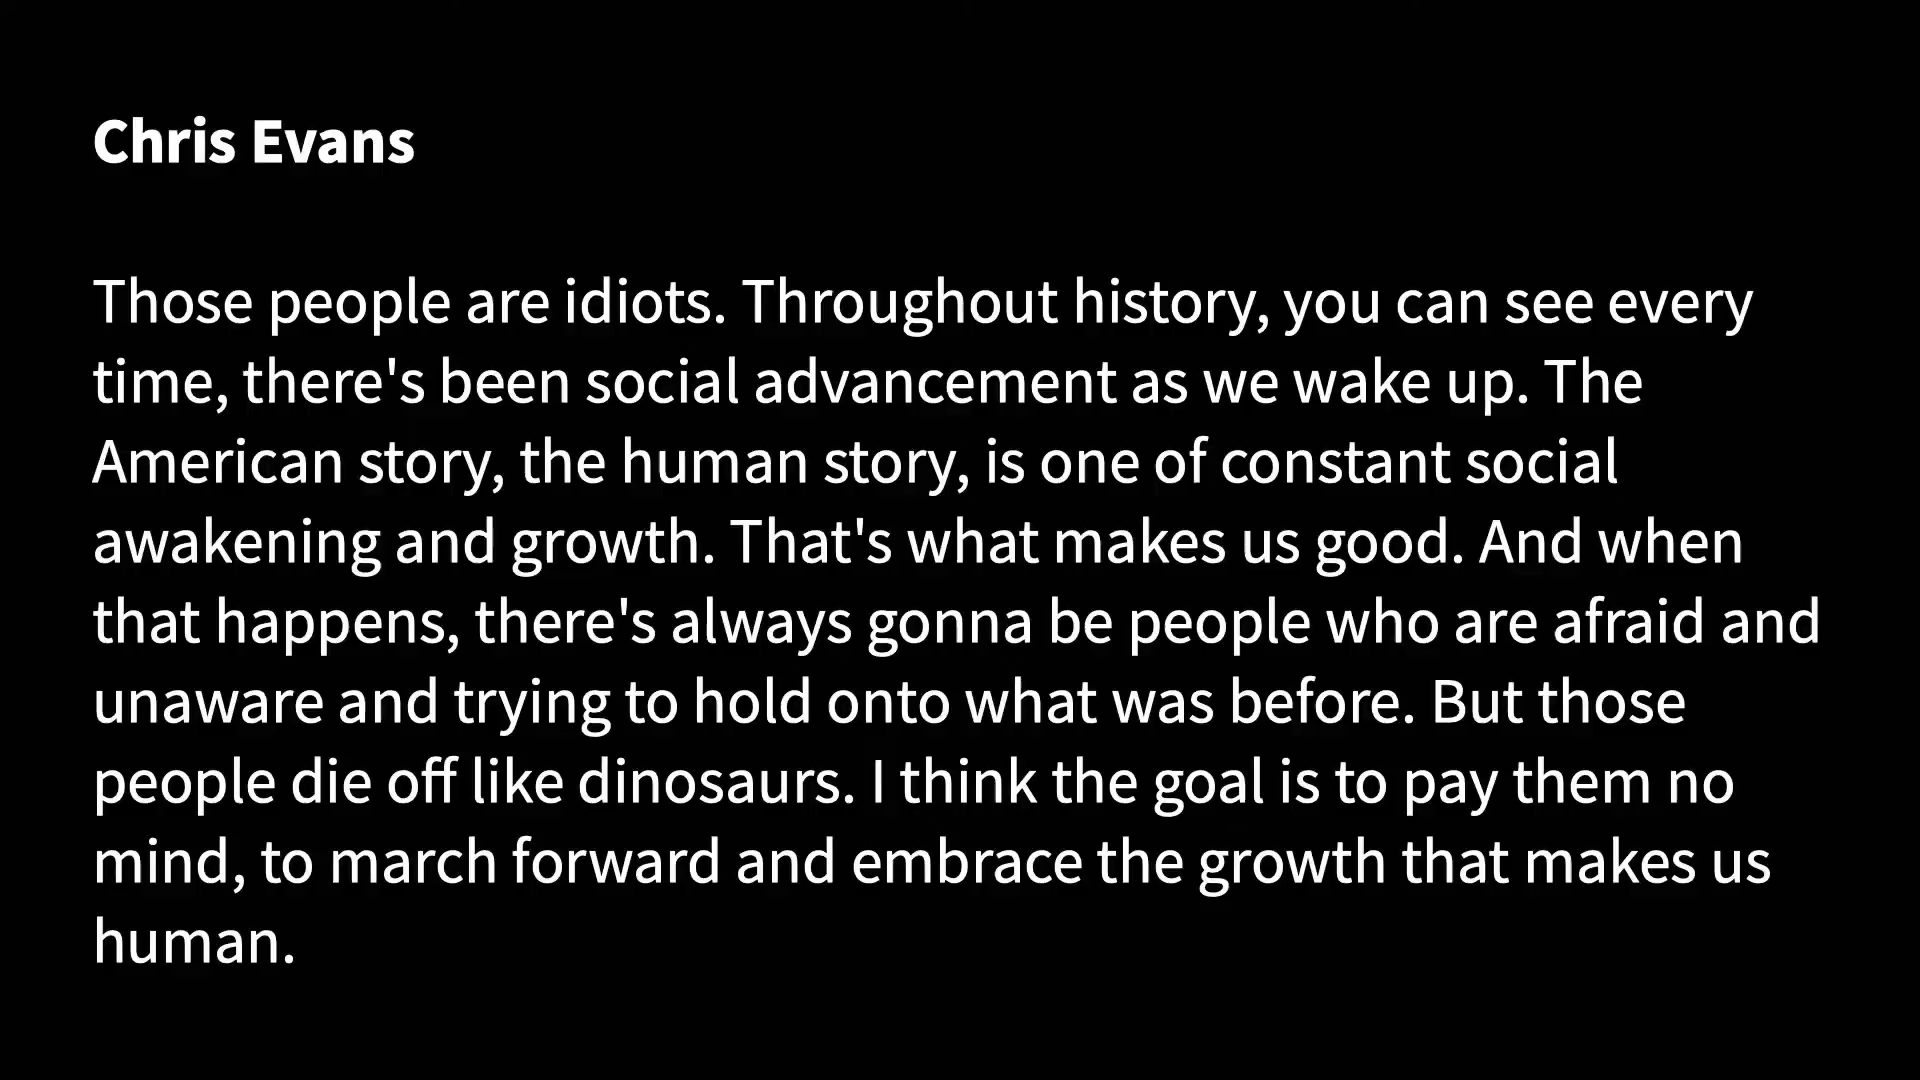 Chris Evans
Those people are idiots. Throughout history, you can see every
time, there's been social advancement as we wake up. The
American story, the human story, is one of constant social
awakening and growth. That's what makes us good. And when
that happens, there's always gonna be people who are afraid and
unaware and trying to hold onto what was before. But those
people die off like dinosaurs. I think the goal is to pay them no
mind, to march forward and embrace the growth that makes us
human.